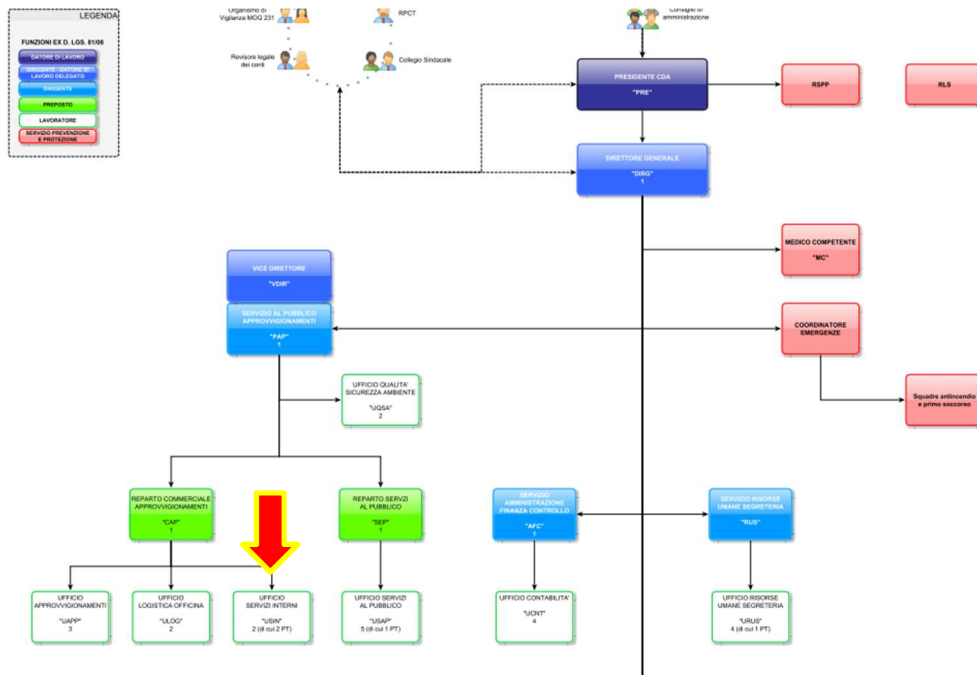 LEGENDA
FUNZIONI EX D. LGS. 81/08
DATORE DI LAVORO
DIRIGENTE - DATORE DI
LAVORO DELEGATO
DIRIGENTE
PREPOSTO
LAVORATORE
SERVIZIO PREVENZIONE
E PROTEZIONE
Organismo di
Vigilanza MOQ 231
RPCT
Revisore legale
dei conti
Collegio Sindacale
Consiglio di
amministrazione
PRESIDENTE CDA
"PRE"
RSPP
RLS
DIRETTORE GENERALE
"DIRG"
1
MEDICO COMPETENTE
"MC"
VICE DIRETTORE
"VDIR"
SERVIZIO AL PUBBLICO
APPROVVIGIONAMENTI
"PAP"
1
COORDINATORE
EMERGENZE
Squadre antincendio
e primo soccorso
UFFICIO QUALITA'
SICUREZZA AMBIENTE
"UQSA"
2
REPARTO COMMERCIALE
APPROVVIGIONAMENTI
"CAP"
1
REPARTO SERVZI
AL PUBBLICO
"SEP"
1
SERVIZIO
AMMINISTRAZIONE
FINANZA CONTROLLO
"AFC"
1
SERVIZIO RISORSE
UMANE SEGRETERIA
"RUS"
UFFICIO
APPROVVIGIONAMENTI
"UAPP"
3
UFFICIO
LOGISTICA OFFICINA
"ULOG"
2
UFFICIO
SERVIZI INTERNI
"USIN"
2 (di cui 2 PT)
UFFICIO SERVIZI
AL PUBBLICO
"USAP"
5 (di cui 1 PT)
UFFICIO CONTABILITA'
"UCNT"
4
UFFICIO RISORSE
UMANE SEGRETERIA
"URUS"
4 (di cui 1 PT)